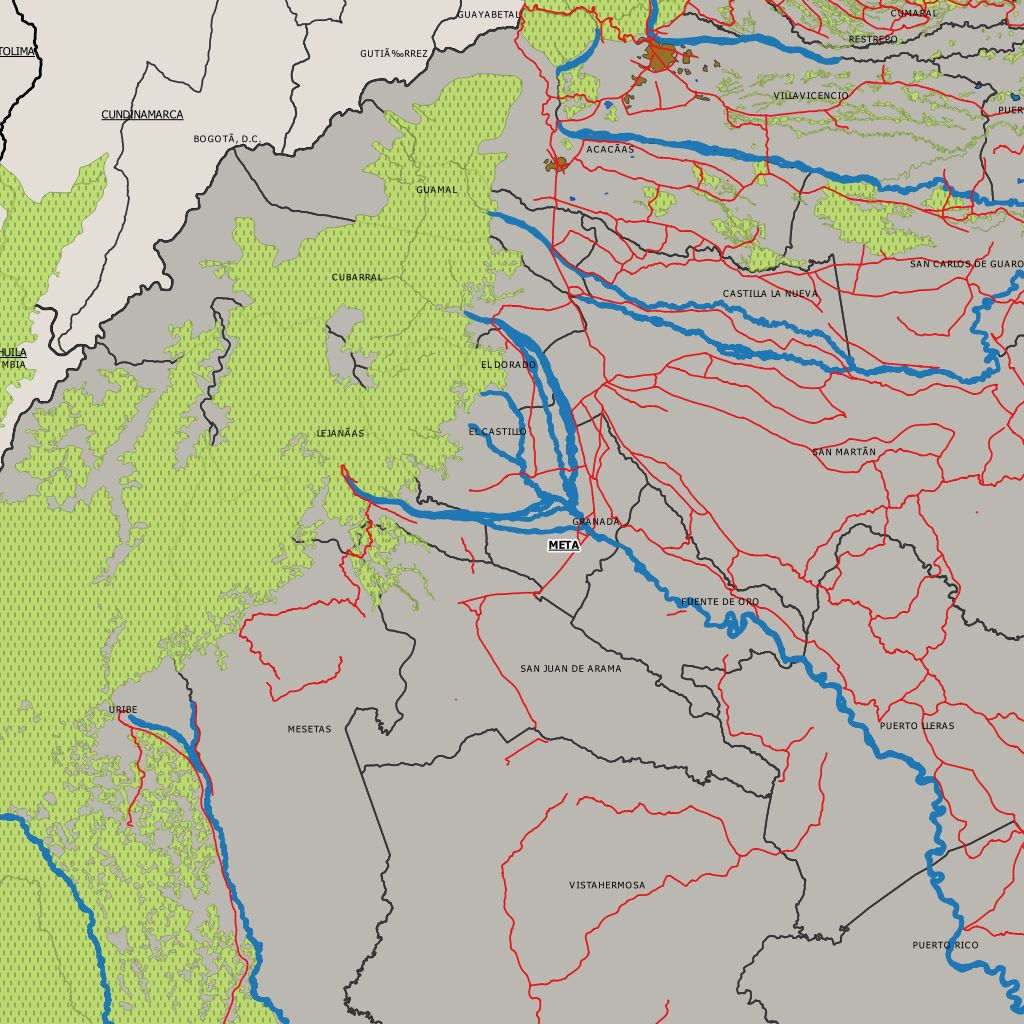 GUAYABETAL
CUMARAL
RESTREPO
TOLIMA
GUTIÃ‰RREZ
VILLAVICENCIO
CUNDINAMARCA
BOGOTÃ, D.C.
ACACÃAS
GUAMAL
CUBARRAL
SAN CARLOS DE GUARO
CASTILLA LA NUEVA
HUILA
MBIA
EL DORADO
LEJANÃAS
EL CASTILLO
SAN MARTÃN
GRANADA
META
FUENTE DE ORO
SAN JUAN DE ARAMA
URIBE
MESETAS
PUERTO LLERAS
VISTAHERMOSA
PUERTO RICO